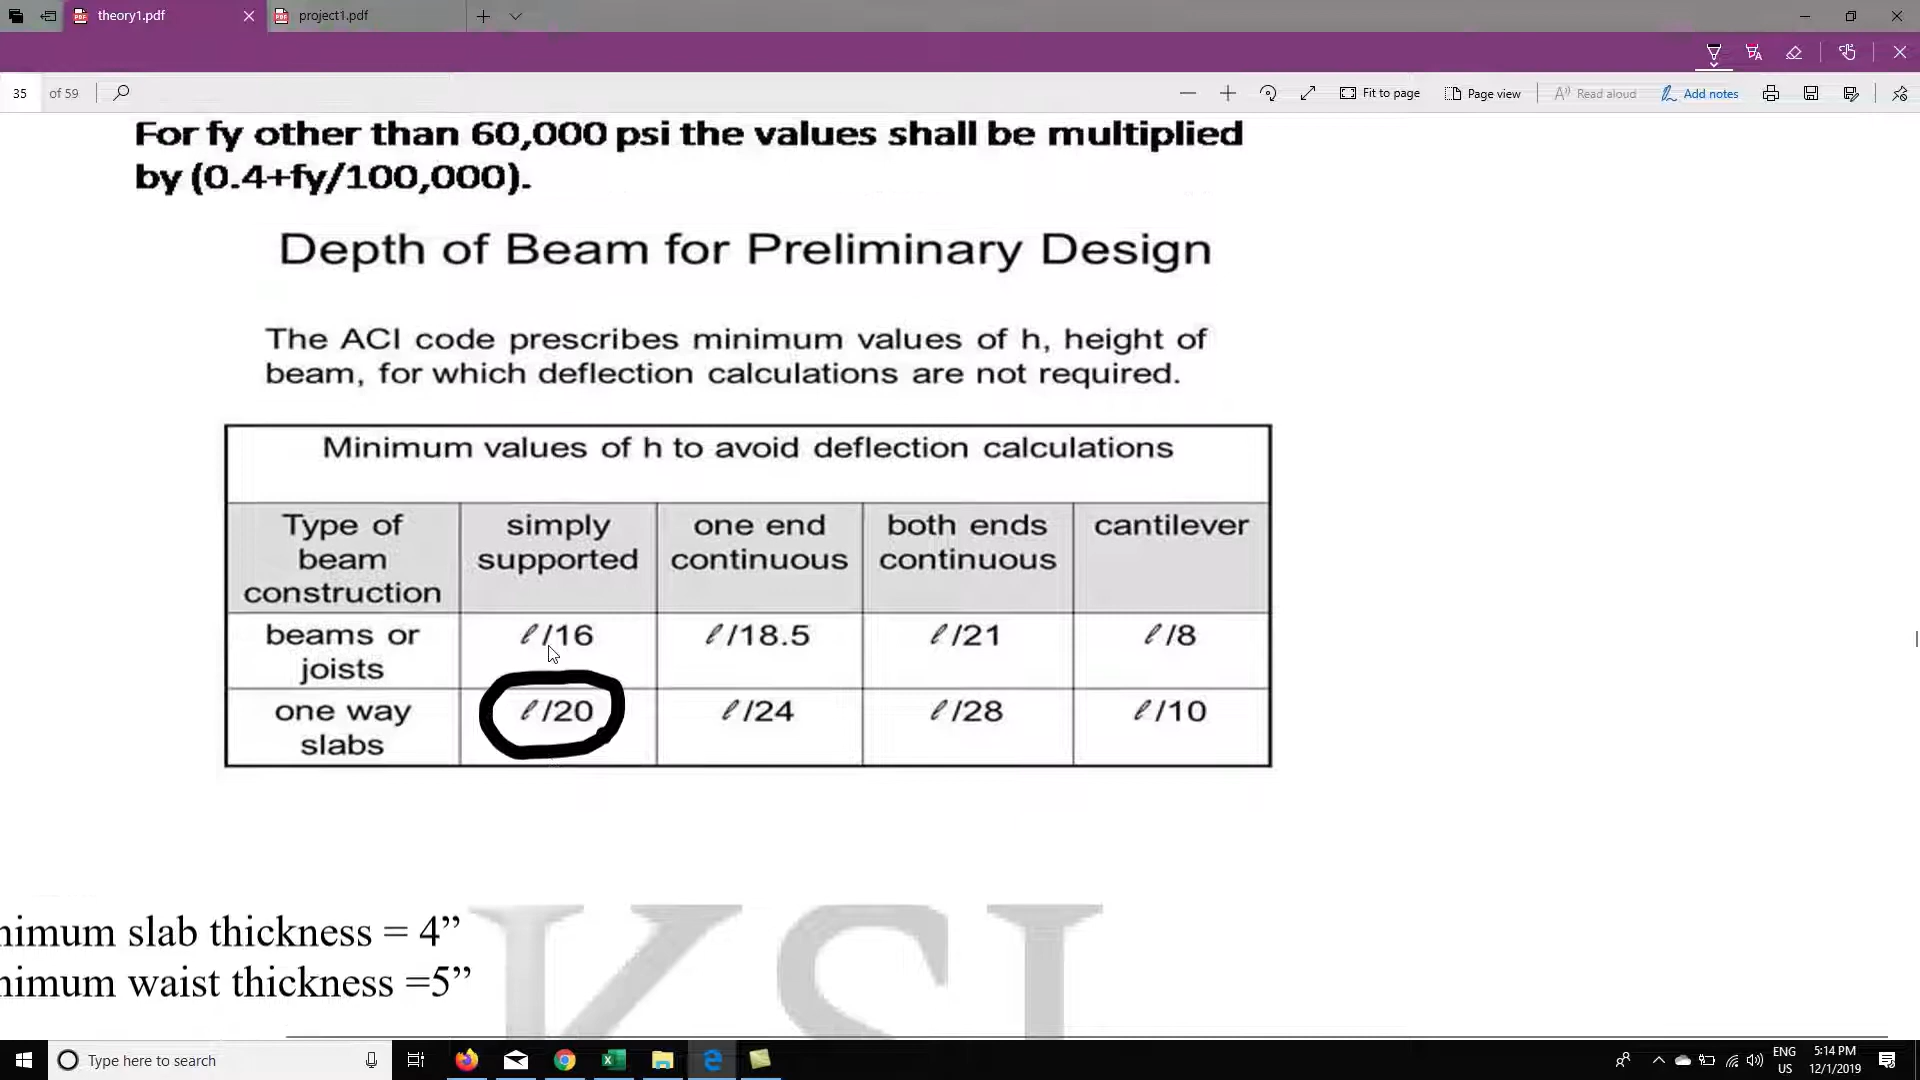 theory1.pdf
project1.pdf
35 of 59
Fit to page
Page view
Read aloud
Add notes
For fy other than 60,000 psi the values shall be multiplied
by (0.4+fy/100,000).
Depth of Beam for Preliminary Design
The ACI code prescribes minimum values of h, height of
beam, for which deflection calculations are not required.
Minimum values of h to avoid deflection calculations
Type of beam construction
simply supported
one end continuous
both ends continuous
cantilever
beams or joists
ℓ/16
ℓ/18.5
ℓ/21
ℓ/8
one way slabs
ℓ/20
ℓ/24
ℓ/28
ℓ/10
nimum slab thickness = 4”
nimum waist thickness =5”
Type here to search
ENG
US
5:14 PM
12/1/2019